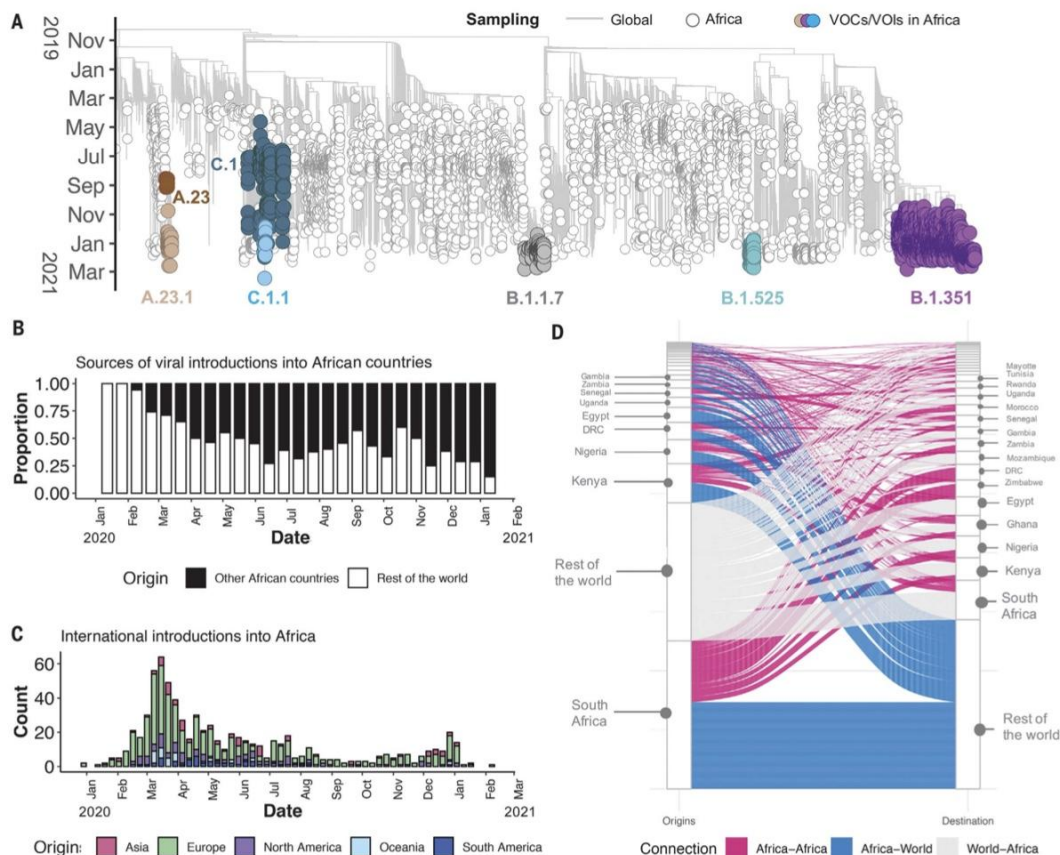 A
Sampling Global Africa VOCs/VOIs in Africa
2019
Nov
Jan
Mar
May
Jul
Sep
Nov
Jan
Mar
2021
C.1
A.23
A.23.1 C.1.1 B.1.1.7 B.1.525 B.1.351
B
Sources of viral introductions into African countries
Proportion
1.00
0.75
0.50
0.25
0.00
Jan Feb Mar Apr May Jun Jul Aug Sep Oct Nov Dec Jan Feb
2020 Date 2021
Origin Other African countries Rest of the world
C
International introductions into Africa
Count
60
40
20
0
Jan Feb Mar Apr May Jun Jul Aug Sep Oct Nov Dec Jan Feb Mar
2020 Date 2021
Origin: Asia Europe North America Oceania South America
D
Gambia
Zambia
Senegal
Uganda
Egypt
DRC
Nigeria
Kenya
Rest of
the world
South
Africa
Mayotte
Tunisia
Rwanda
Uganda
Morocco
Senegal
Gambia
Zambia
Mozambique
DRC
Zimbabwe
Egypt
Ghana
Nigeria
Kenya
South
Africa
Rest of
the world
Origins Destination
Connection Africa-Africa Africa-World World-Africa